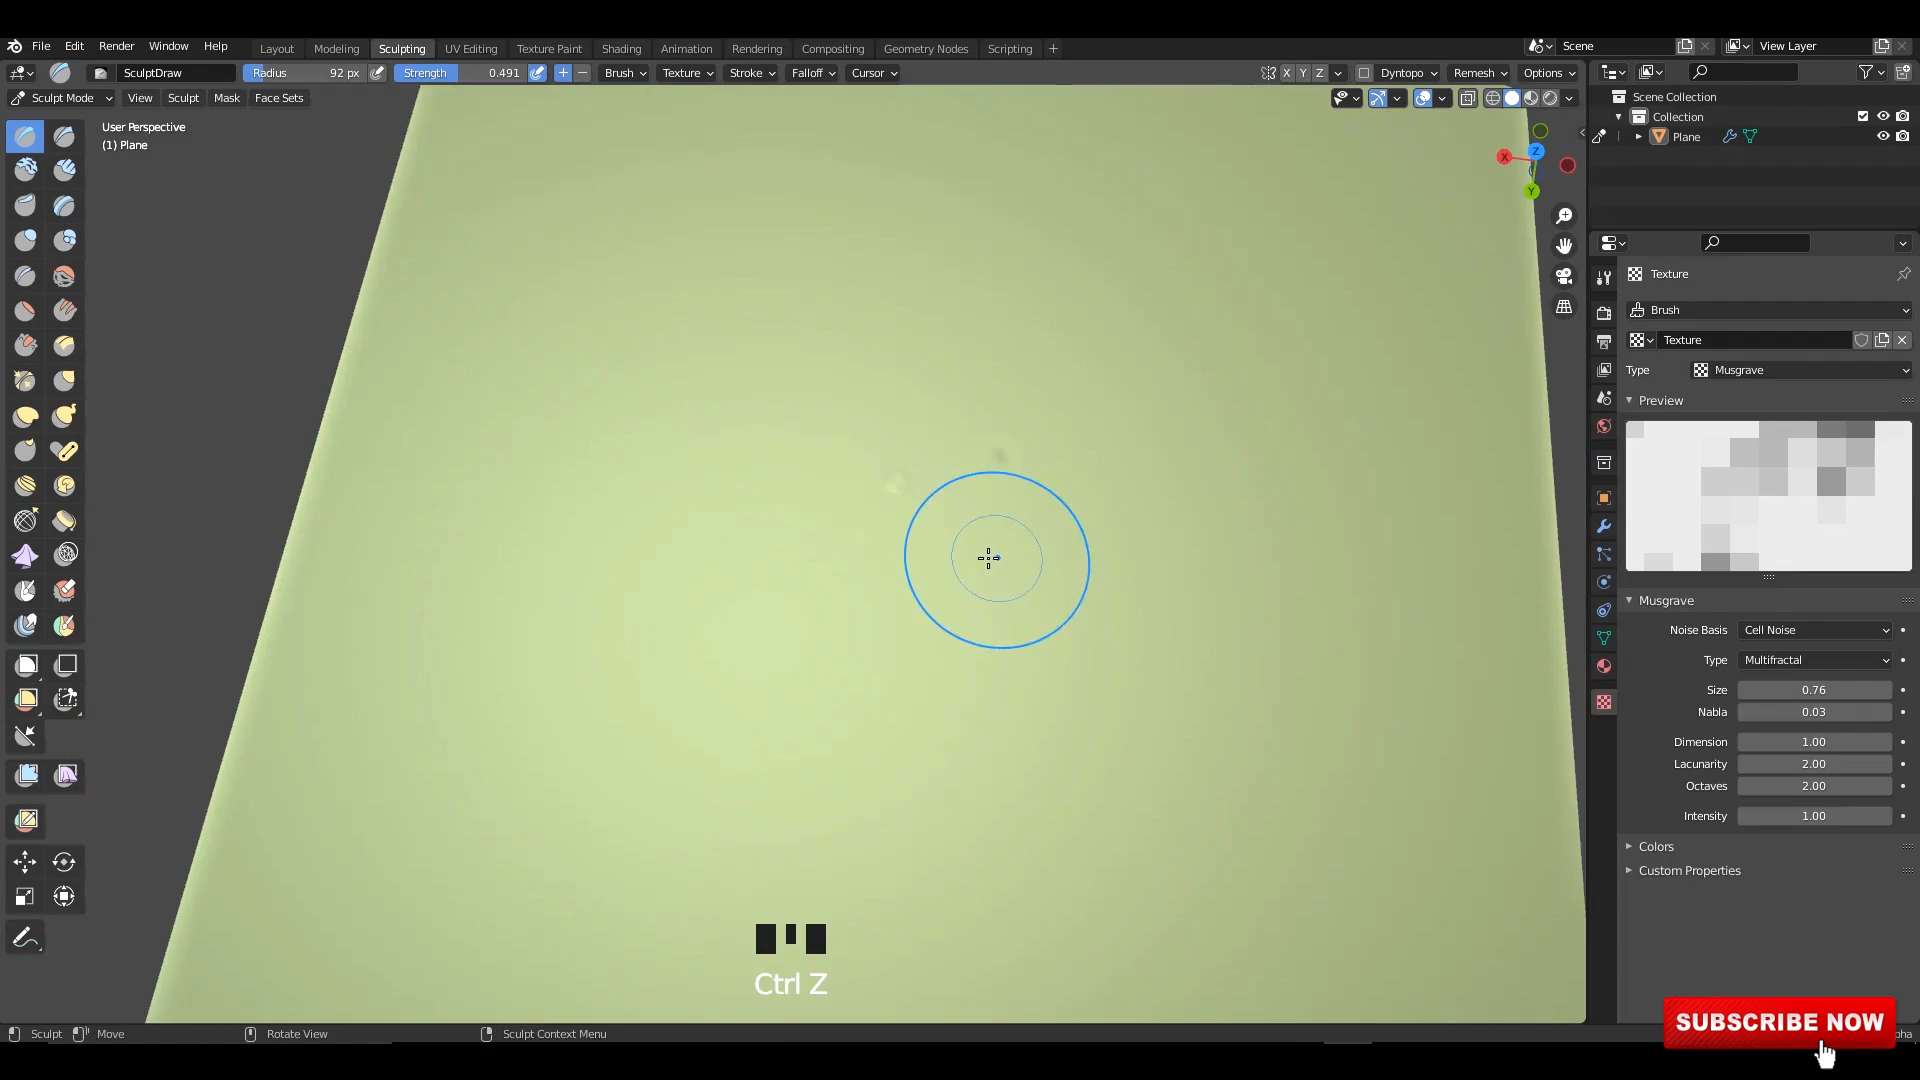 File Edit Render Window Help Layout Modeling Sculpting UV Editing Texture Paint Shading Animation Rendering Compositing Geometry Nodes Scripting + Scene View Layer
SculptDraw Radius 92 px Strength 0.491 + − Brush Texture Stroke Falloff Cursor X Y Z Dyntopo Remesh Options
Sculpt Mode View Sculpt Mask Face Sets
Scene Collection
Collection
Plane
User Perspective
(1) Plane
X
Z
Y
Texture
Brush
Texture
Type Musgrave
Preview
Musgrave
Noise Basis Cell Noise
Type Multifractal
Size 0.76
Nabla 0.03
Dimension 1.00
Lacunarity 2.00
Octaves 2.00
Intensity 1.00
Colors
Custom Properties
Ctrl Z
SUBSCRIBE NOW
Sculpt Move Rotate View Sculpt Context Menu